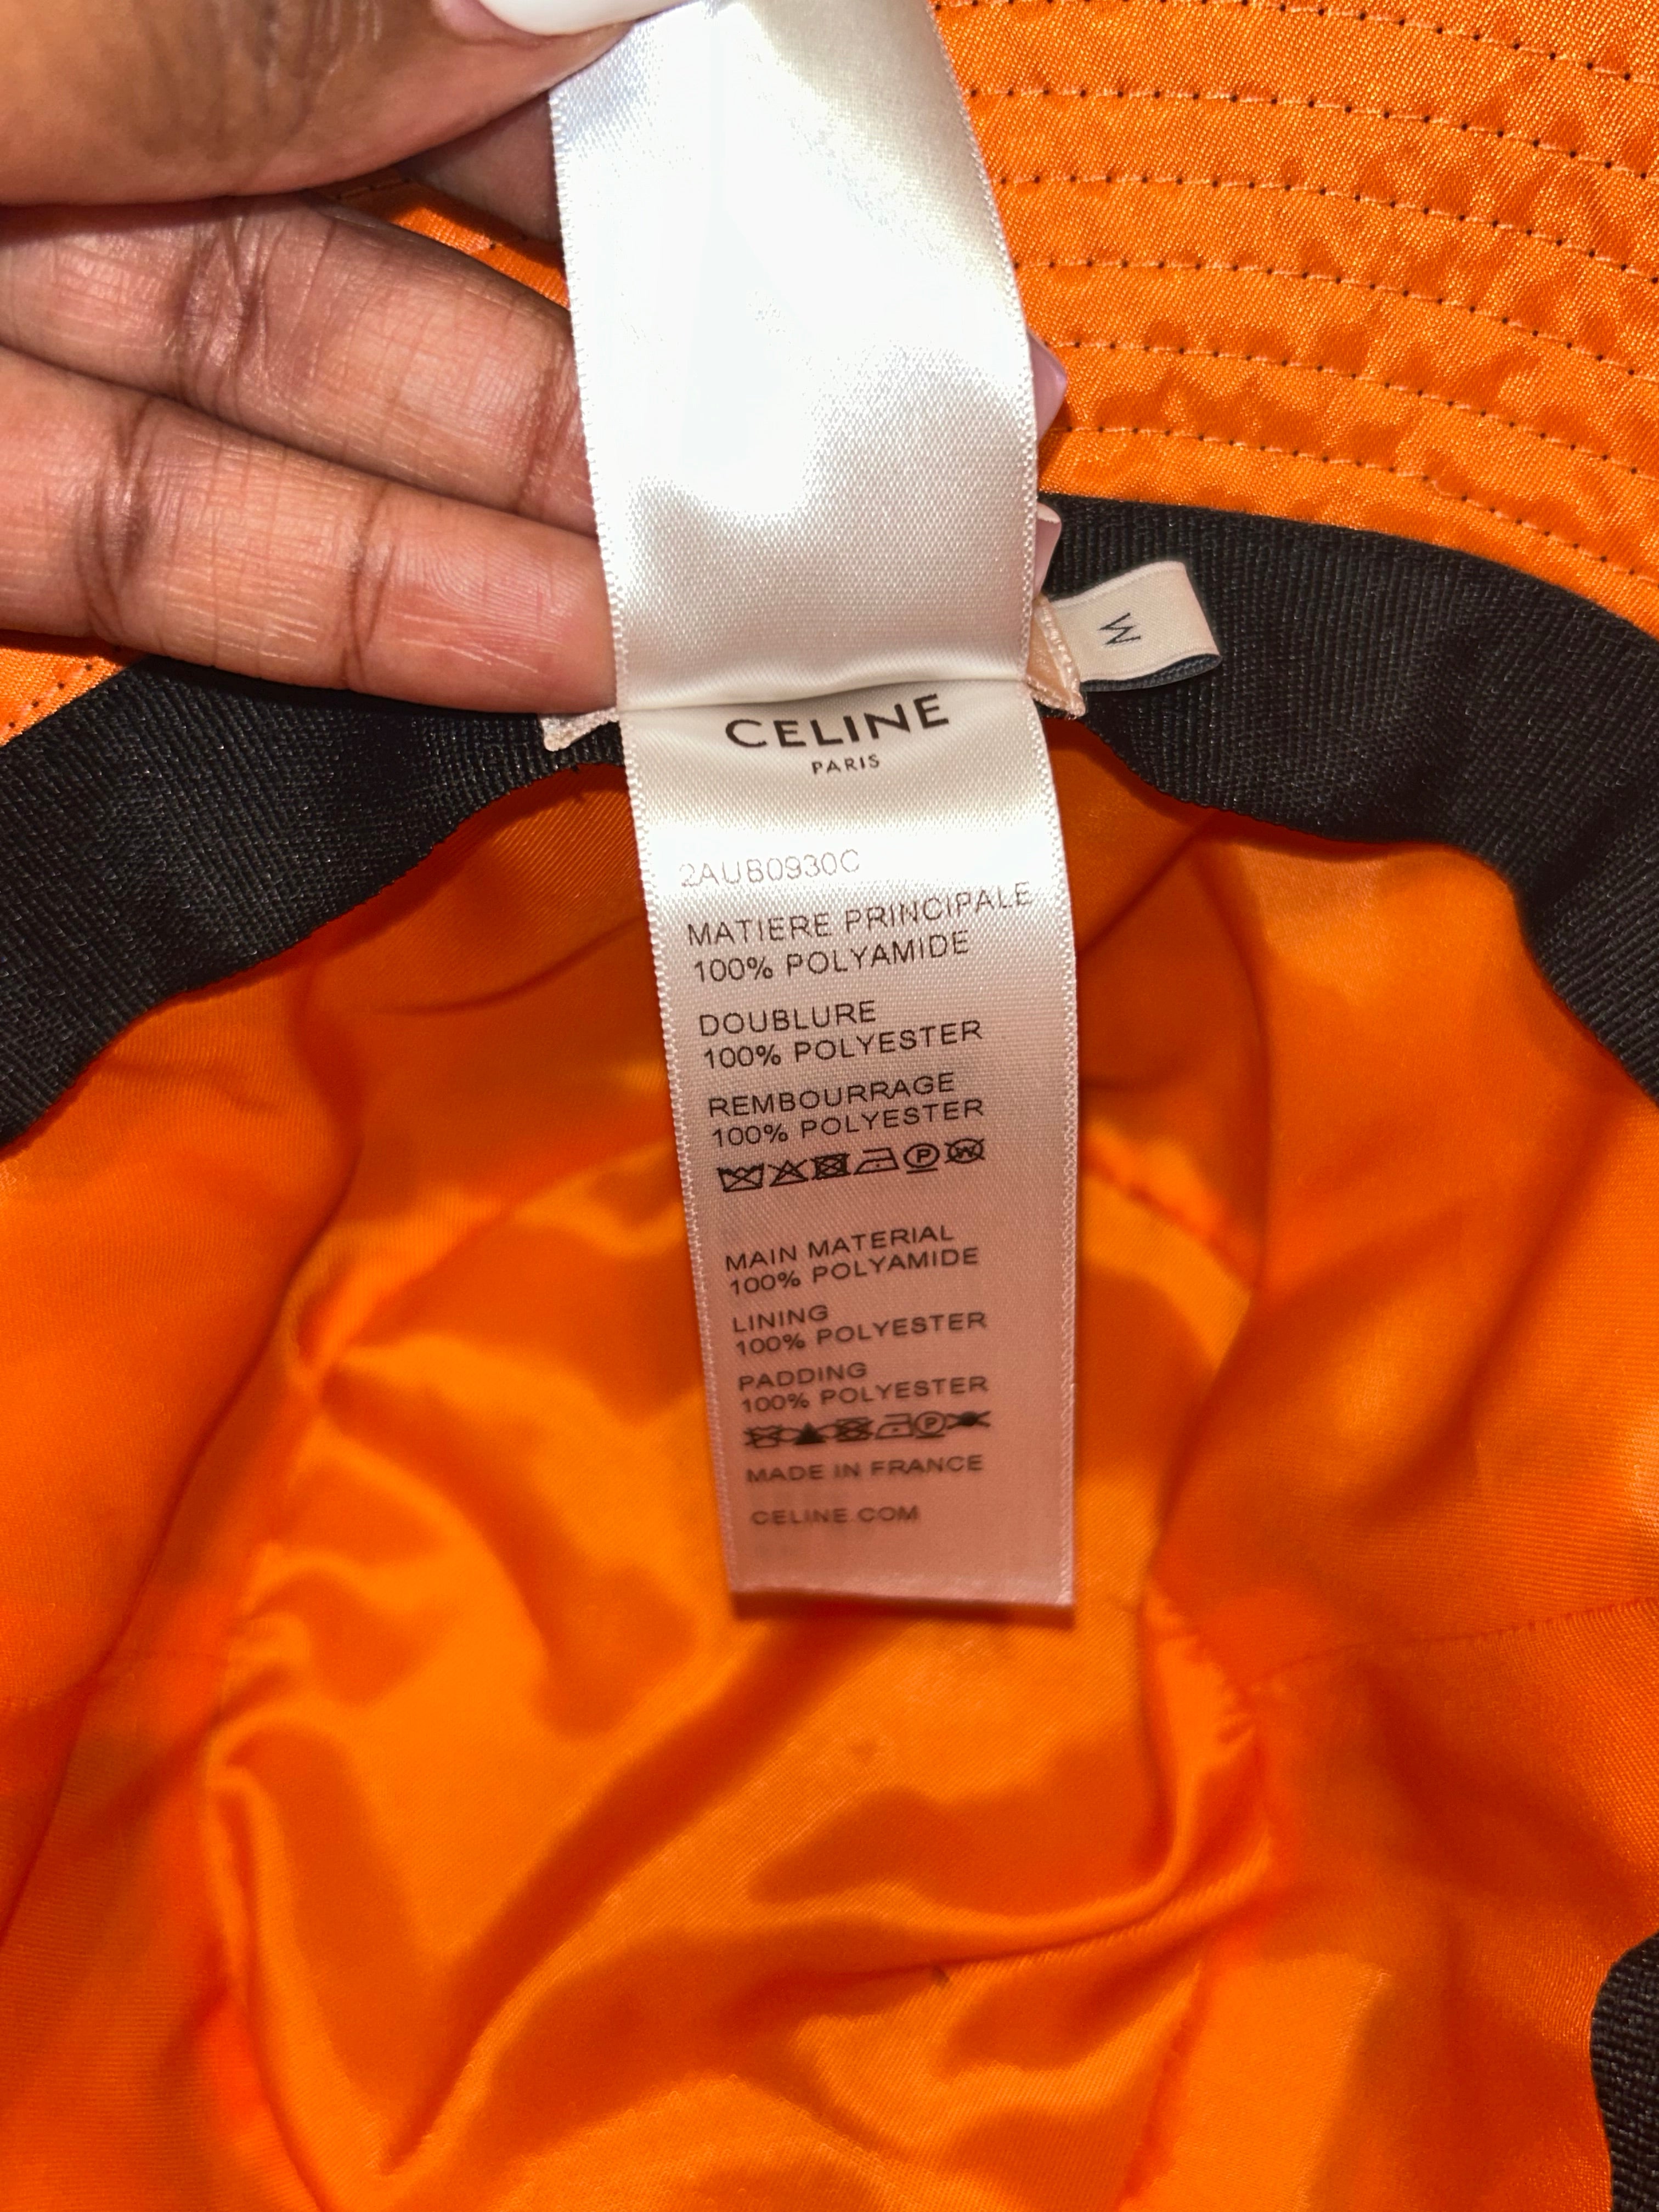 M
CELINE
PARIS
2AUB0930C
MATIERE PRINCIPALE
100% POLYAMIDE
DOUBLURE
100% POLYESTER
REMBOURRAGE
100% POLYESTER
MAIN MATERIAL
100% POLYAMIDE
LINING
100% POLYESTER
PADDING
100% POLYESTER
MADE IN FRANCE
CELINE.COM